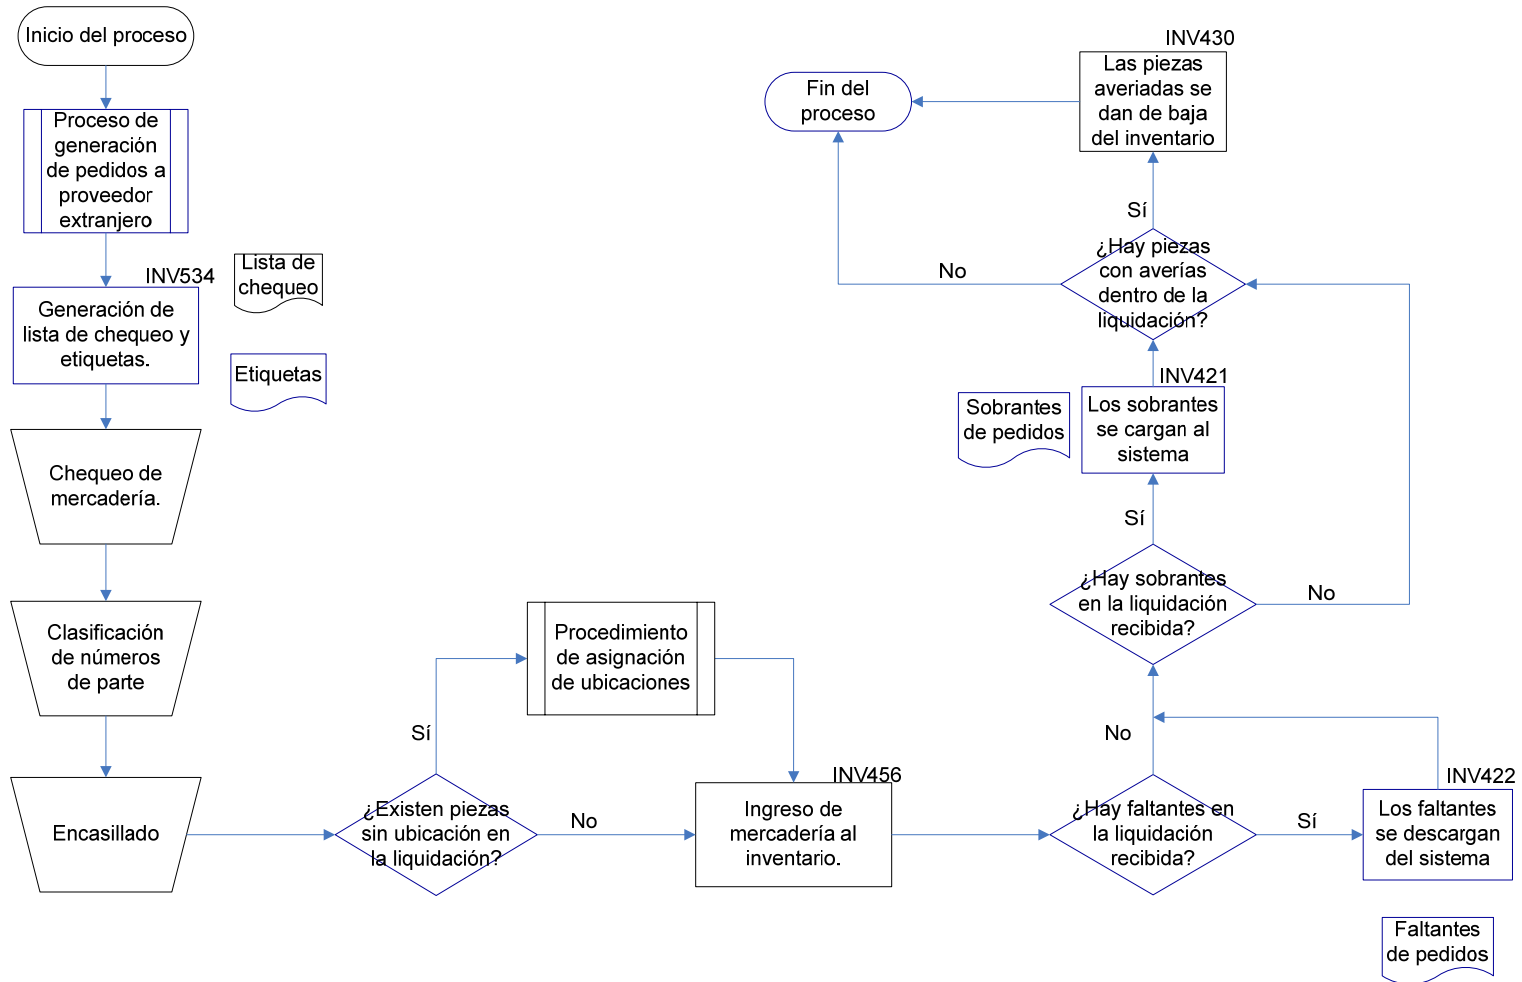 Inicio del proceso
Proceso de
generación
de pedidos a
proveedor
extranjero
INV534
Generación de
lista de chequeo y
etiquetas.
Lista de
chequeo
Etiquetas
Chequeo de
mercadería.
Clasificación
de números
de parte
Encasillado
¿Existen piezas
sin ubicación en
la liquidación?
Sí
No
Procedimiento
de asignación
de ubicaciones
INV456
Ingreso de
mercadería al
inventario.
¿Hay faltantes en
la liquidación
recibida?
Sí
No
INV422
Los faltantes
se descargan
del sistema
Faltantes
de pedidos
¿Hay sobrantes
en la liquidación
recibida?
Sí
No
INV421
Los sobrantes
se cargan al
sistema
Sobrantes
de pedidos
¿Hay piezas
con averías
dentro de la
liquidación?
Sí
No
INV430
Las piezas
averiadas se
dan de baja
del inventario
Fin del
proceso